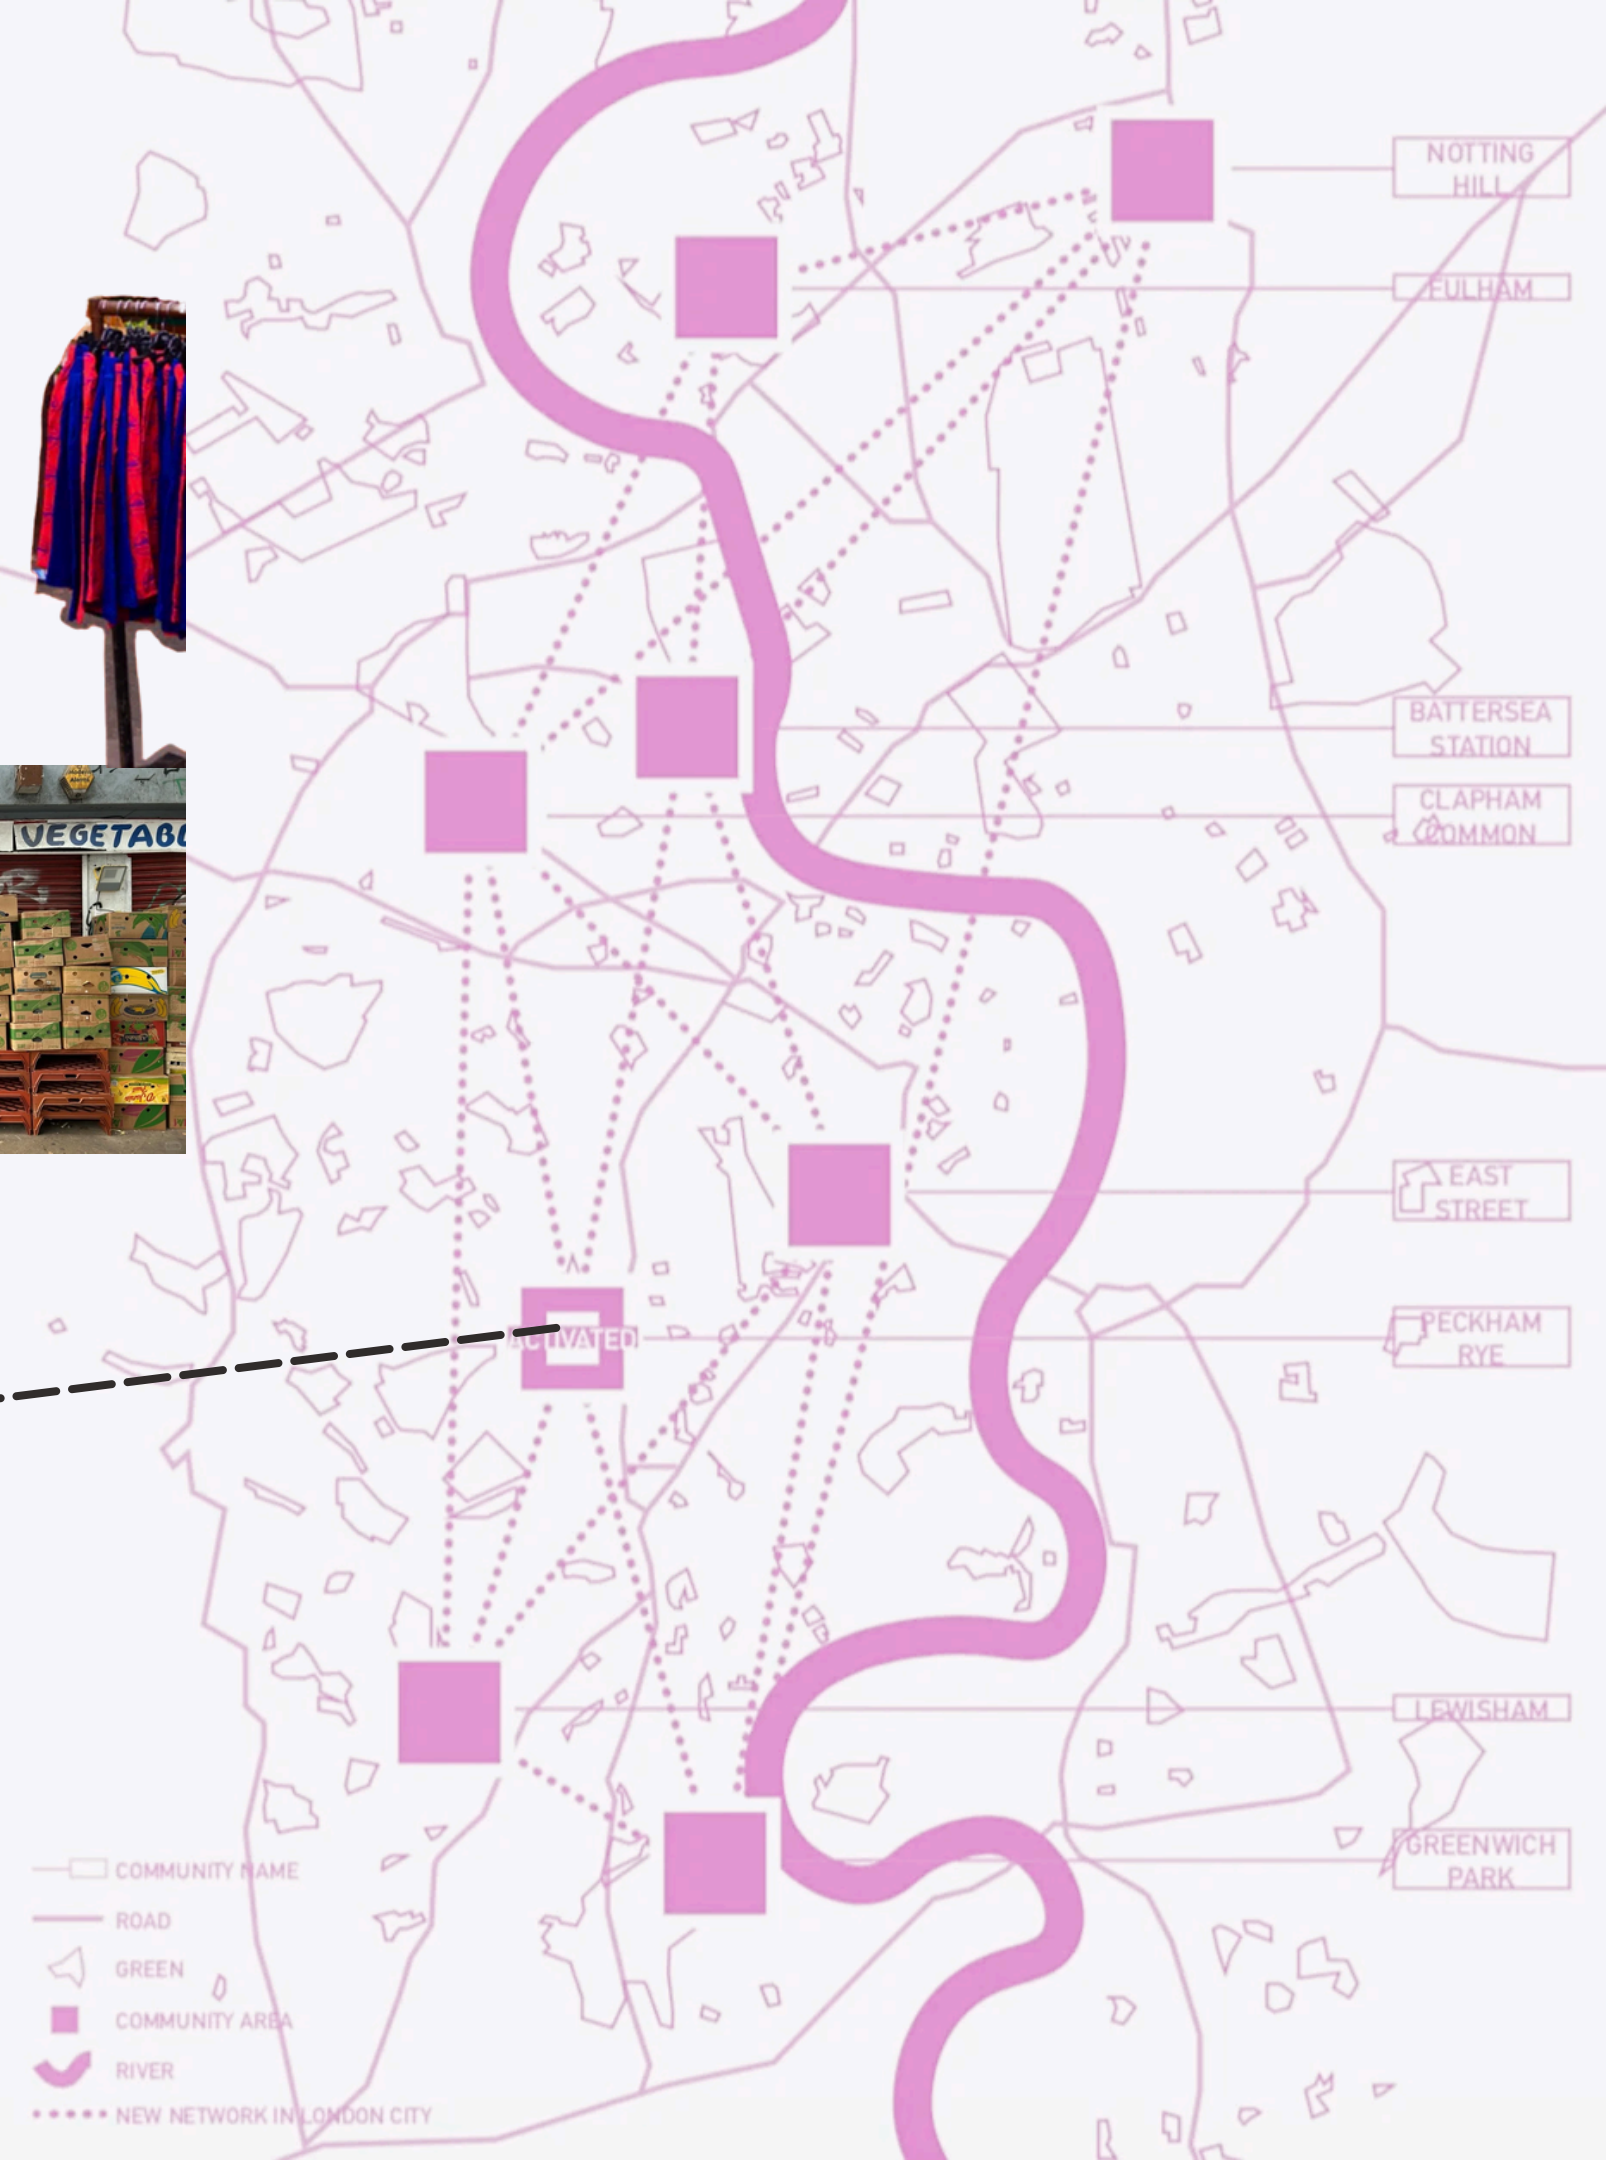 NOTTING
HILL
FULHAM
BATTERSEA
STATION
VEGETABL
CLAPHAM
COMMON
EAST
STREET
ACTIVATED
PECKHAM
RYE
LEWISHAM
GREENWICH
PARK
COMMUNITY NAME
ROAD
GREEN
COMMUNITY AREA
RIVER
NEW NETWORK IN LONDON CITY